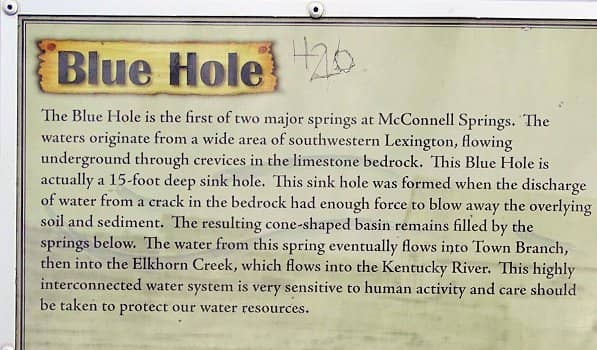 Blue Hole 420
The Blue Hole is the first of two major springs at McConnell Springs. The
waters originate from a wide area of southwestern Lexington, flowing
underground through crevices in the limestone bedrock. This Blue Hole is
actually a 15-foot deep sink hole. This sink hole was formed when the discharge
of water from a crack in the bedrock had enough force to blow away the overlying
soil and sediment. The resulting cone-shaped basin remains filled by the
springs below. The water from this spring eventually flows into Town Branch,
then into the Elkhorn Creek, which flows into the Kentucky River. This highly
interconnected water system is very sensitive to human activity and care should
be taken to protect our water resources.